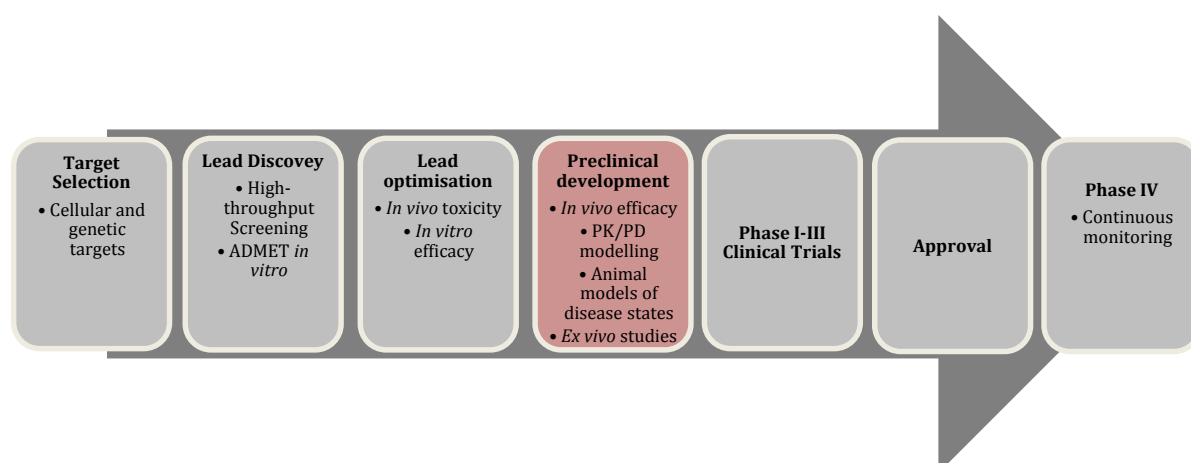 Target
Selection
• Cellular and
genetic
targets
Lead Discovey
• High-
throughput
Screening
• ADMET in
vitro
Lead
optimisation
• In vivo toxicity
• In vitro
efficacy
Preclinical
development
• In vivo efficacy
• PK/PD
modelling
• Animal
models of
disease states
• Ex vivo studies
Phase I-III
Clinical Trials
Approval
Phase IV
• Continuous
monitoring